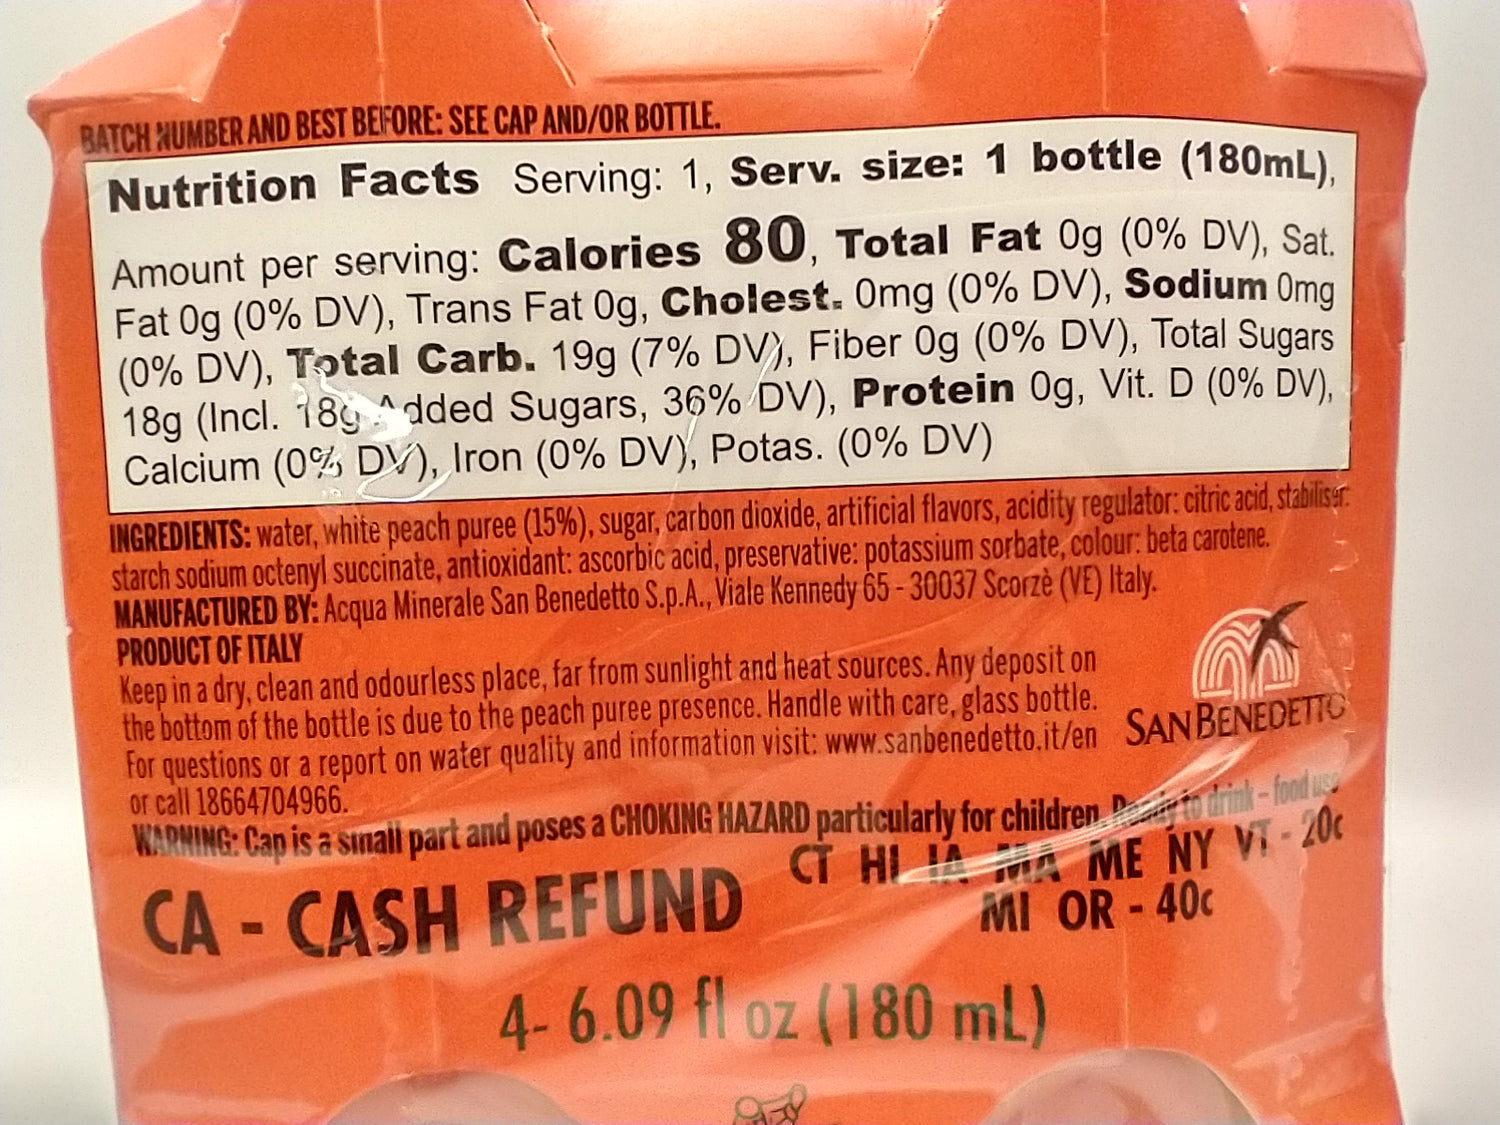 BATCH NUMBER AND BEST BEFORE: SEE CAP AND/OR BOTTLE.
Nutrition Facts Serving: 1, Serv. size: 1 bottle (180mL),
Amount per serving: Calories 80, Total Fat 0g (0% DV), Sat.
Fat 0g (0% DV), Trans Fat 0g, Cholest. 0mg (0% DV), Sodium 0mg
(0% DV), Total Carb. 19g (7% DV), Fiber 0g (0% DV), Total Sugars
18g (Incl. 18g Added Sugars, 36% DV), Protein 0g, Vit. D (0% DV),
Calcium (0% DV), Iron (0% DV), Potas. (0% DV)
INGREDIENTS: water, white peach puree (15%), sugar, carbon dioxide, artificial flavors, acidity regulator: citric acid, stabiliser:
starch sodium octenyl succinate, antioxidant: ascorbic acid, preservative: potassium sorbate, colour: beta carotene.
MANUFACTURED BY: Acqua Minerale San Benedetto S.p.A., Viale Kennedy 65 - 30037 Scorzè (VE) Italy.
PRODUCT OF ITALY
Keep in a dry, clean and odourless place, far from sunlight and heat sources. Any deposit on
the bottom of the bottle is due to the peach puree presence. Handle with care, glass bottle.
For questions or a report on water quality and information visit: www.sanbenedetto.it/en
or call 18664704966.
SAN BENEDETTO
WARNING: Cap is a small part and poses a CHOKING HAZARD particularly for children. Ready to drink - food use
CA - CASH REFUND
CT HI IA MA ME NY VT - 20¢
MI OR - 40¢
4- 6.09 fl oz (180 mL)